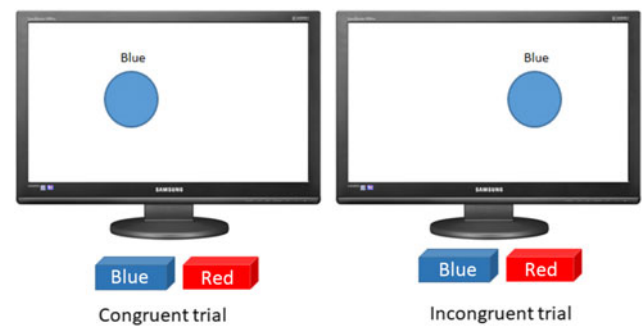 Blue
SAMSUNG
Blue
Red
Congruent trial
Blue
SAMSUNG
Blue
Red
Incongruent trial